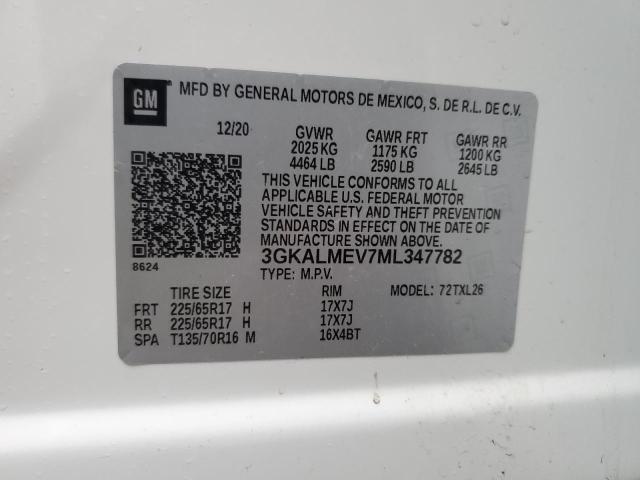 GM
MFD BY GENERAL MOTORS DE MEXICO, S. DE R.L. DE C.V.
12/20 GVWR GAWR FRT GAWR RR
2025 KG 1175 KG 1200 KG
4464 LB 2590 LB 2645 LB
THIS VEHICLE CONFORMS TO ALL
APPLICABLE U.S. FEDERAL MOTOR
VEHICLE SAFETY AND THEFT PREVENTION
STANDARDS IN EFFECT ON THE DATE OF
MANUFACTURE SHOWN ABOVE.
8624 3GKALMEV7ML347782
TYPE: M.P.V. MODEL: 72TXL26
TIRE SIZE RIM
FRT 225/65R17 H 17X7J
RR 225/65R17 H 17X7J
SPA T135/70R16 M 16X4BT